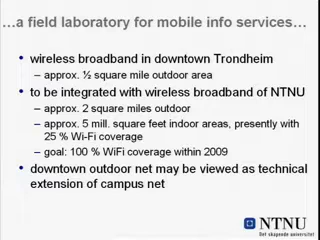 ...a field laboratory for mobile info services...
• wireless broadband in downtown Trondheim
– approx. ½ square mile outdoor area
• to be integrated with wireless broadband of NTNU
– approx. 2 square miles outdoor
– approx. 5 mill. square feet indoor areas, presently with
25 % Wi-Fi coverage
– goal: 100 % WiFi coverage within 2009
• downtown outdoor net may be viewed as technical
extension of campus net
NTNU
Det skapende universitet